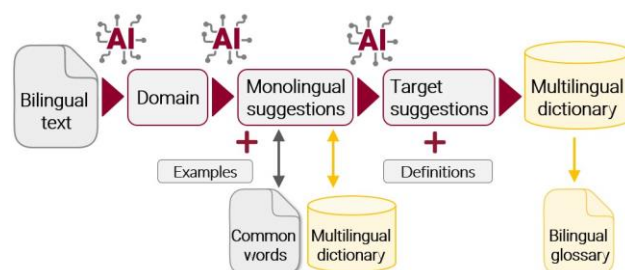 AI
AI
AI
Bilingual
text
Domain
Monolingual
suggestions
Target
suggestions
Multilingual
dictionary
+
+
Examples
Definitions
Common
words
Multilingual
dictionary
Bilingual
glossary